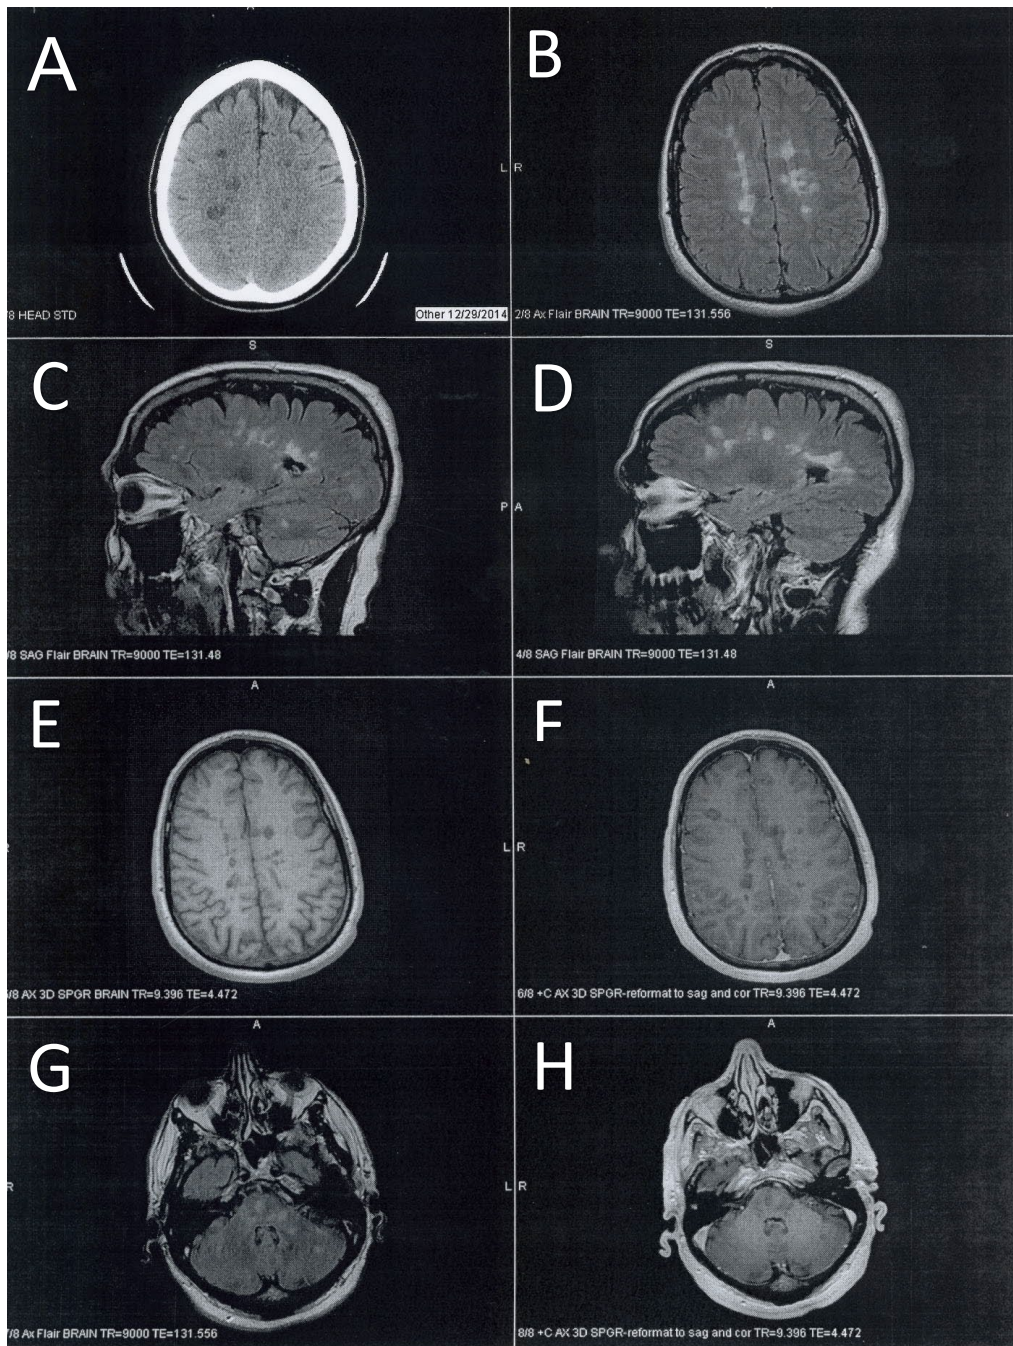 A
B
L R
/8 HEAD STD
Other 12/29/2014
2/8 Ax Flair BRAIN TR=9000 TE=131.556
S
S
C
D
P A
/8 SAG Flair BRAIN TR=9000 TE=131.48
4/8 SAG Flair BRAIN TR=9000 TE=131.48
A
A
E
F
L R
/8 AX 3D SPGR BRAIN TR=9.396 TE=4.472
6/8 +C AX 3D SPGR-reformat to sag and cor TR=9.396 TE=4.472
A
A
G
H
R
L R
/8 Ax Flair BRAIN TR=9000 TE=131.556
8/8 +C AX 3D SPGR-reformat to sag and cor TR=9.396 TE=4.472